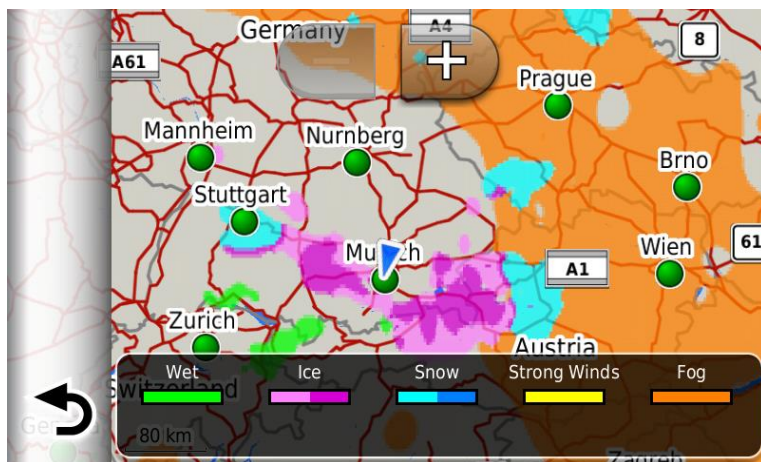 Germany
A4
8
A61
Prague
Mannheim
Nurnberg
Brno
Stuttgart
Wien
61
A1
Zurich
Austria
Wet
Ice
Snow
Strong Winds
Fog
Switzerland
80 km
Zagreb